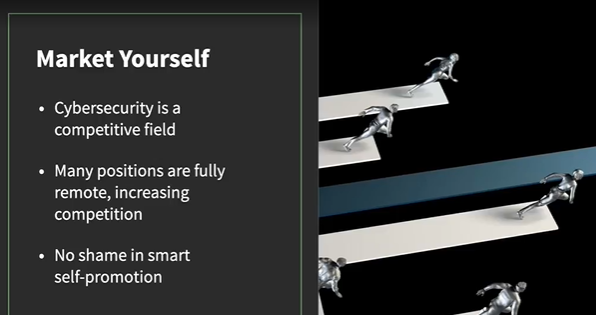 Market Yourself
• Cybersecurity is a
competitive field
• Many positions are fully
remote, increasing
competition
• No shame in smart
self-promotion